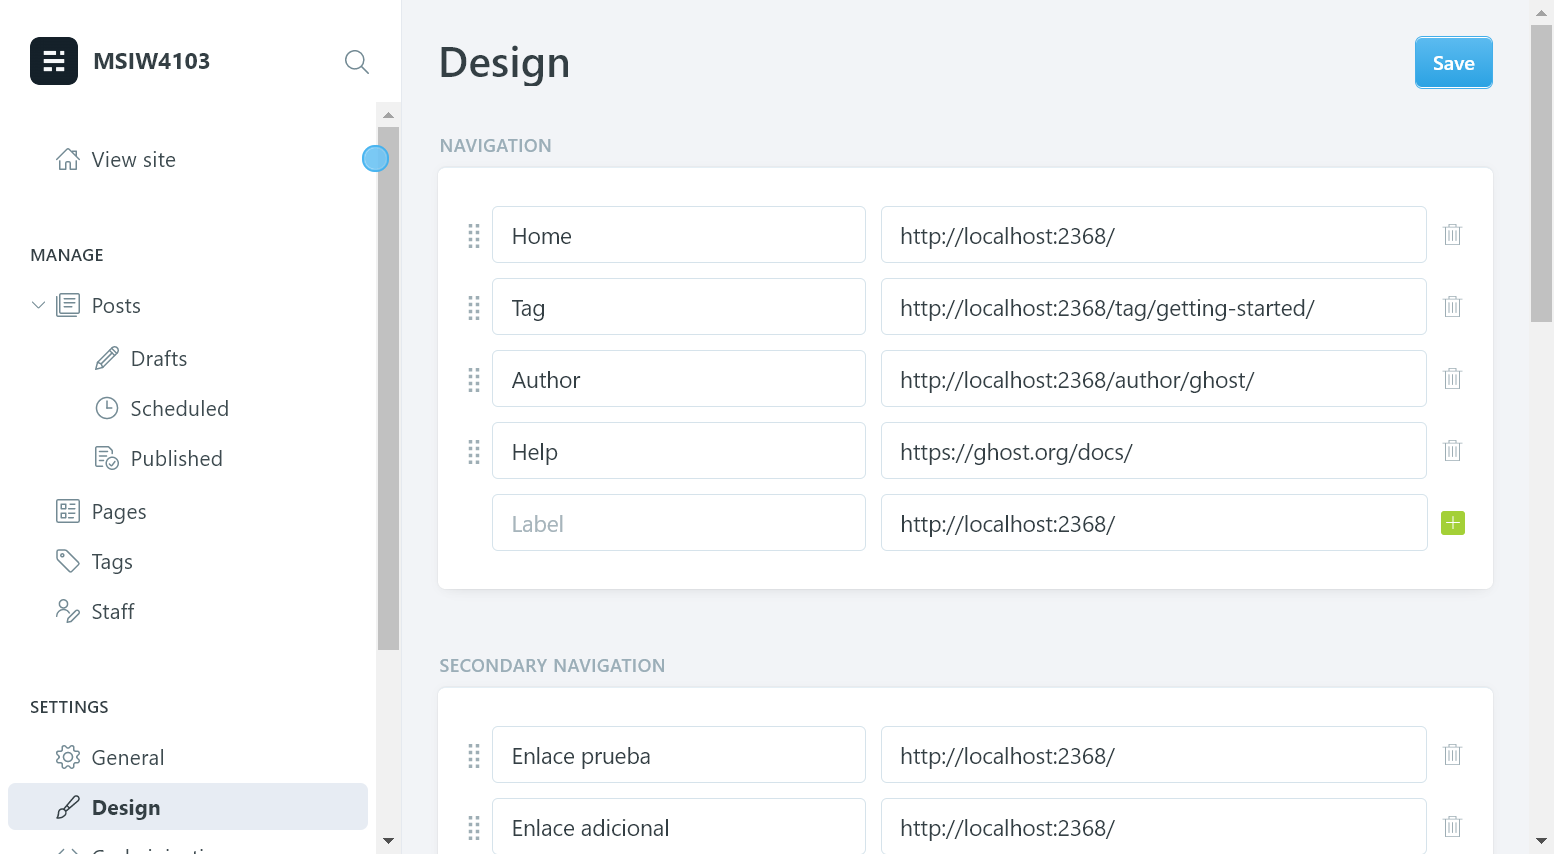 MSIW4103
View site
MANAGE
Posts
Drafts
Scheduled
Published
Pages
Tags
Staff
SETTINGS
General
Design
Design
Save
NAVIGATION
Home http://localhost:2368/
Tag http://localhost:2368/tag/getting-started/
Author http://localhost:2368/author/ghost/
Help https://ghost.org/docs/
Label http://localhost:2368/
SECONDARY NAVIGATION
Enlace prueba http://localhost:2368/
Enlace adicional http://localhost:2368/